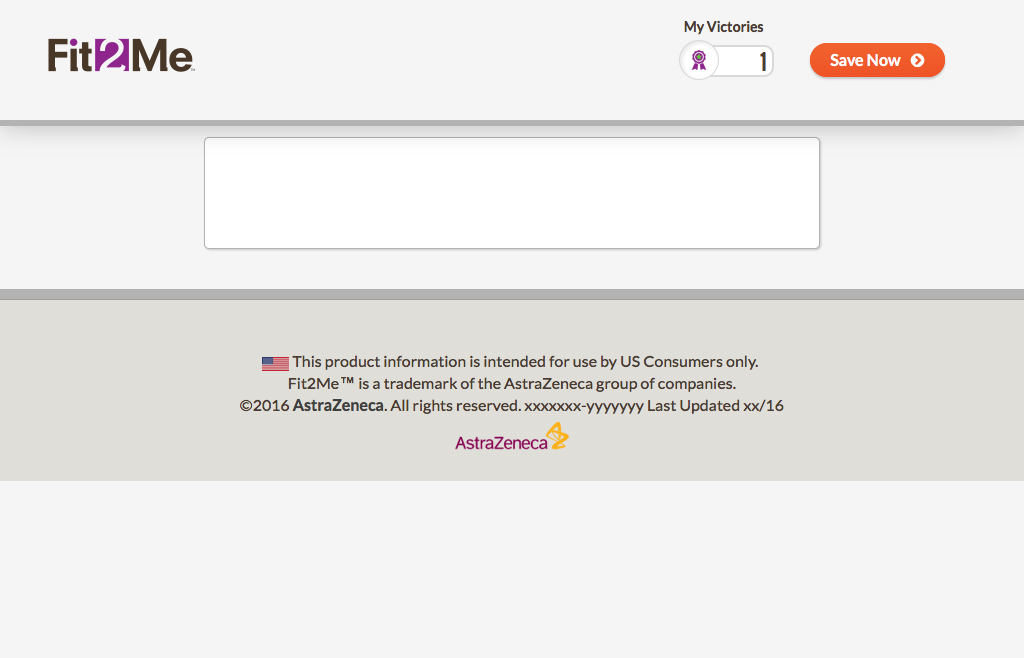 Fit2Me™
My Victories
1
Save Now
This product information is intended for use by US Consumers only.
Fit2Me™ is a trademark of the AstraZeneca group of companies.
©2016 AstraZeneca. All rights reserved. xxxxxxx-yyyyyyy Last Updated xx/16
AstraZeneca